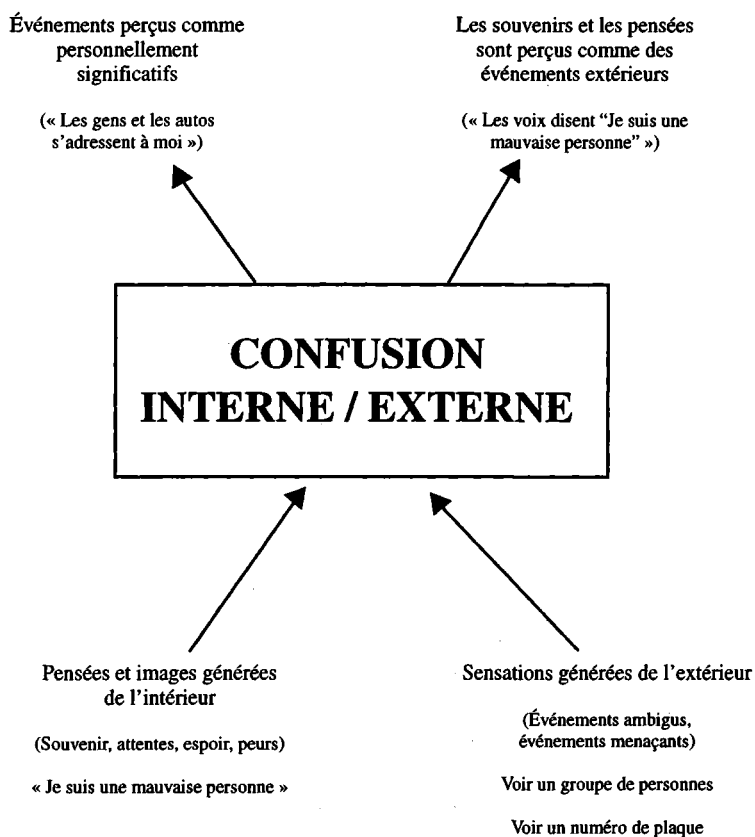 Événements perçus comme
personnellement
significatifs
(« Les gens et les autos
s’adressent à moi »)
Les souvenirs et les pensées
sont perçus comme des
événements extérieurs
(« Les voix disent “Je suis une
mauvaise personne” »)
CONFUSION
INTERNE / EXTERNE
Pensées et images générées
de l’intérieur
(Souvenir, attentes, espoir, peurs)
« Je suis une mauvaise personne »
Sensations générées de l’extérieur
(Événements ambigus,
événements menaçants)
Voir un groupe de personnes
Voir un numéro de plaque